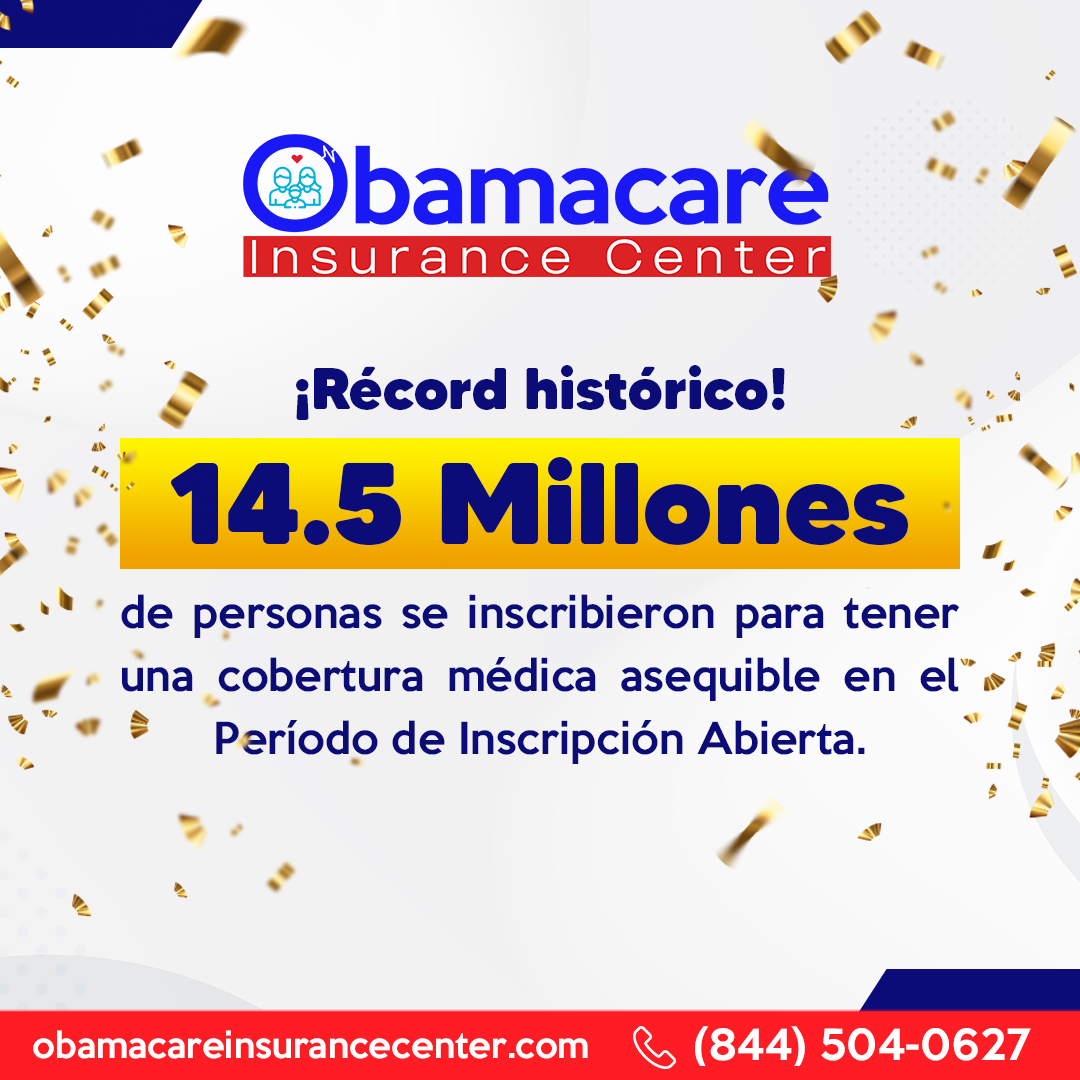 Obamacare
Insurance Center
¡Récord histórico!
14.5 Millones
de personas se inscribieron para tener
una cobertura médica asequible en el
Período de Inscripción Abierta.
obamacareinsurancecenter.com (844) 504-0627